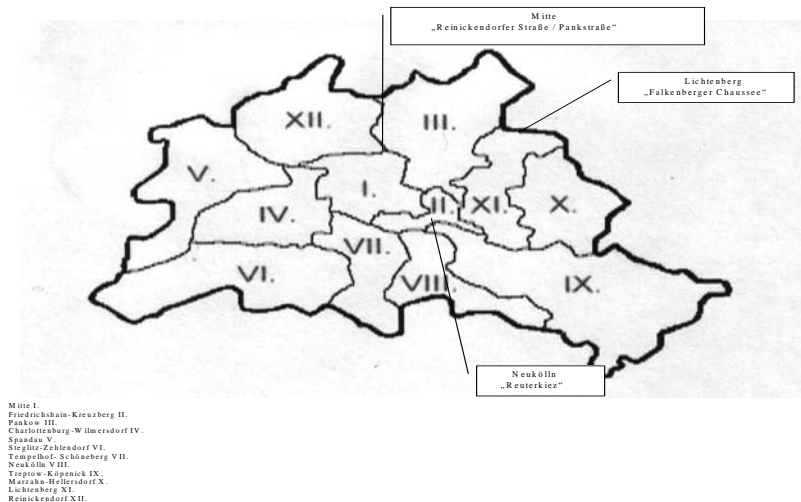 Mitte
„Reinickendorfer Straße / Pankstraße“
Lichtenberg
„Falkenberger Chaussee“
XII.
III.
V.
I.
II.
XI.
X.
IV.
VII.
VI.
VIII.
IX.
Neukölln
„Reuterkiez“
Mitte I.
Friedrichshain-Kreuzberg II.
Pankow III.
Charlottenburg-Wilmersdorf IV.
Spandau V.
Steglitz-Zehlendorf VI.
Tempelhof- Schöneberg VII.
Neukölln VIII.
Treptow-Köpenick IX.
Marzahn-Hellersdorf X.
Lichtenberg XI.
Reinickendorf XII.